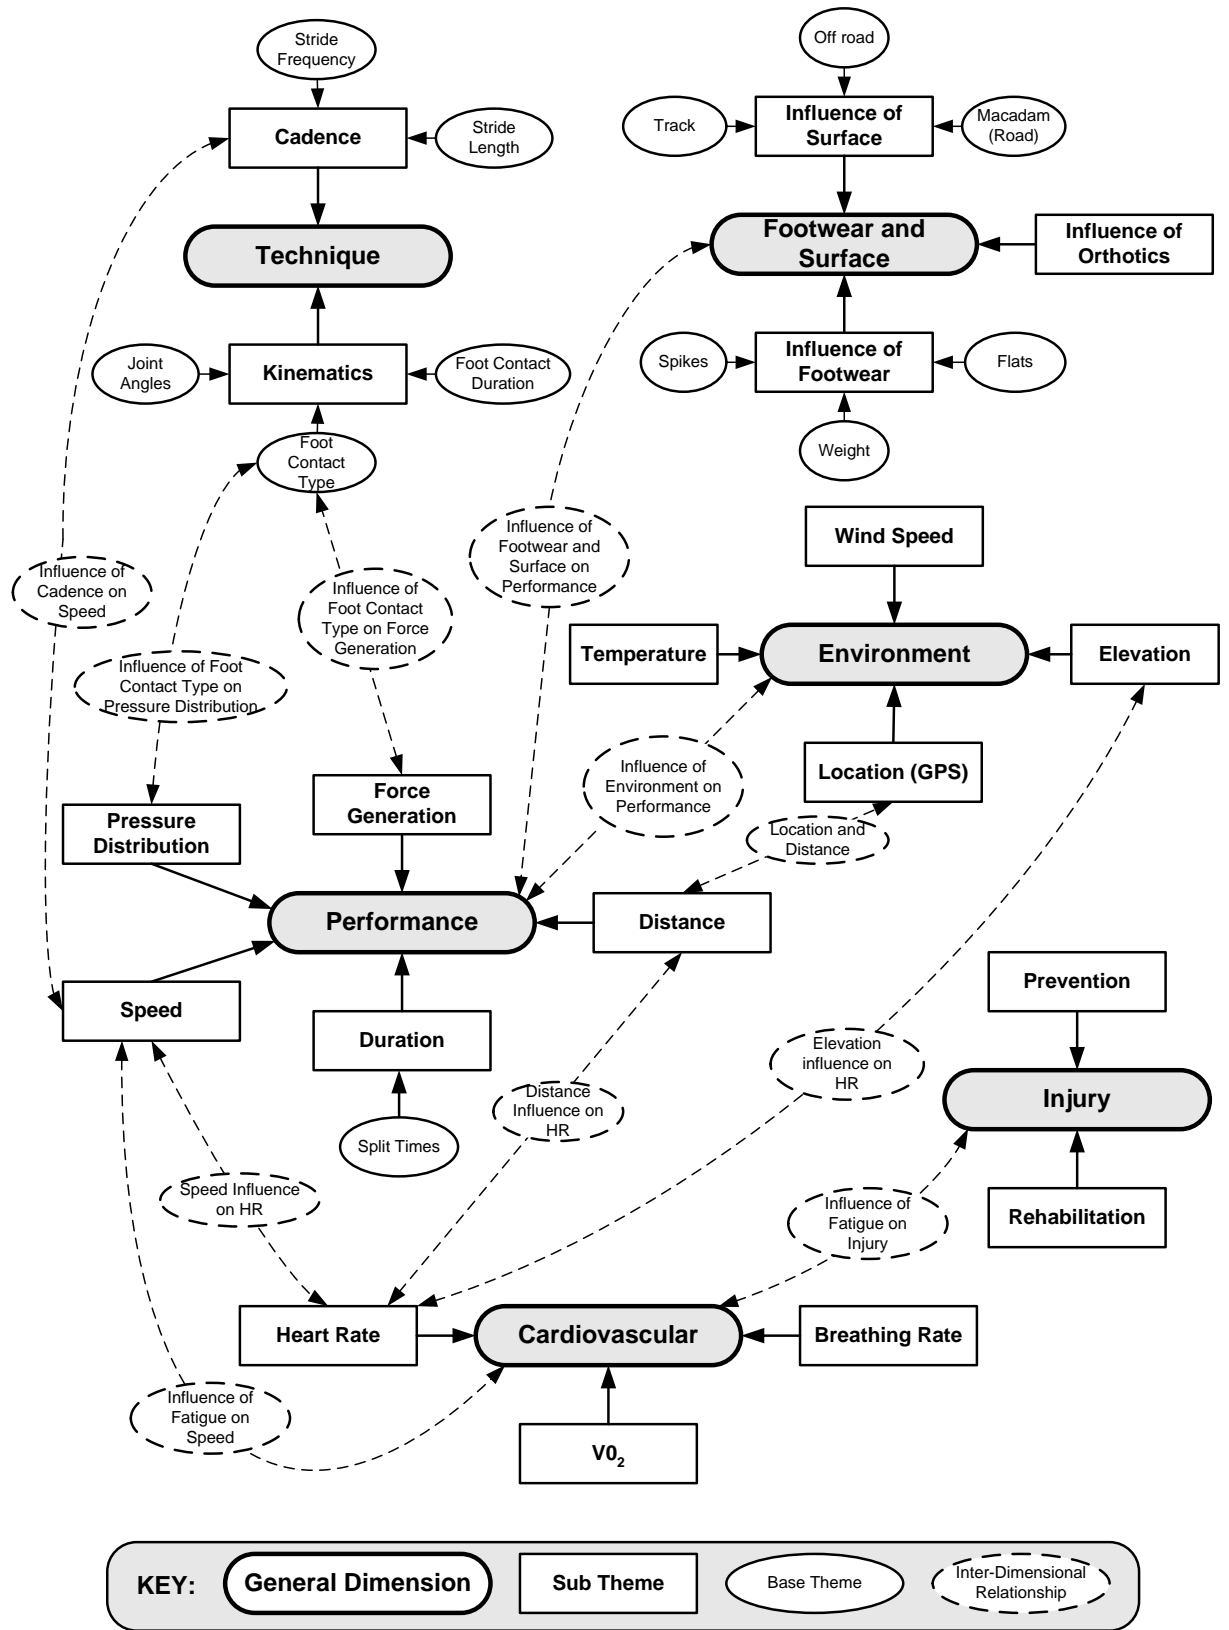 Stride
Frequency
Cadence
Stride
Length
Technique
Joint
Angles
Kinematics
Foot Contact
Duration
Foot
Contact
Type
Off road
Track
Influence of
Surface
Macadam
(Road)
Footwear and
Surface
Influence of
Orthotics
Spikes
Influence of
Footwear
Flats
Weight
Influence of
Cadence on
Speed
Influence of Foot
Contact Type on
Pressure Distribution
Influence of
Foot Contact
Type on Force
Generation
Influence of
Footwear and
Surface on
Performance
Wind Speed
Temperature
Environment
Elevation
Location (GPS)
Influence of
Environment on
Performance
Location and
Distance
Pressure
Distribution
Force
Generation
Performance
Distance
Speed
Duration
Split Times
Distance
Influence on
HR
Elevation
influence on
HR
Prevention
Injury
Rehabilitation
Speed Influence
on HR
Influence of
Fatigue on
Injury
Heart Rate
Cardiovascular
Breathing Rate
V0₂
Influence of
Fatigue on
Speed
KEY:
General Dimension
Sub Theme
Base Theme
Inter-Dimensional
Relationship